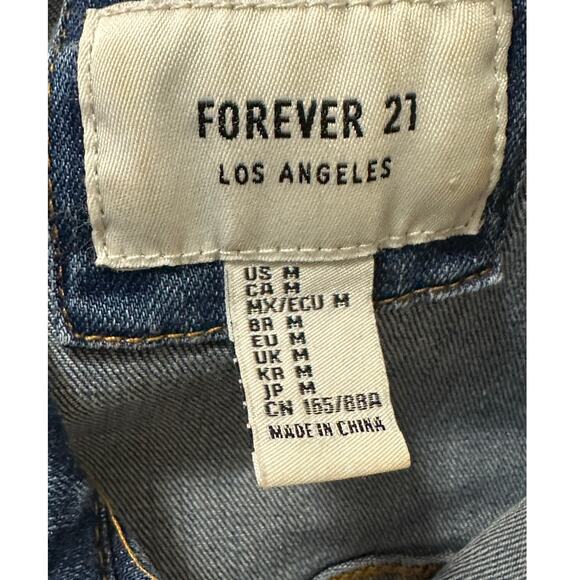 FOREVER 21
LOS ANGELES
US M
CA M
MX/ECU M
BR M
EU M
UK M
KR M
JP M
CN 165/88A
MADE IN CHINA